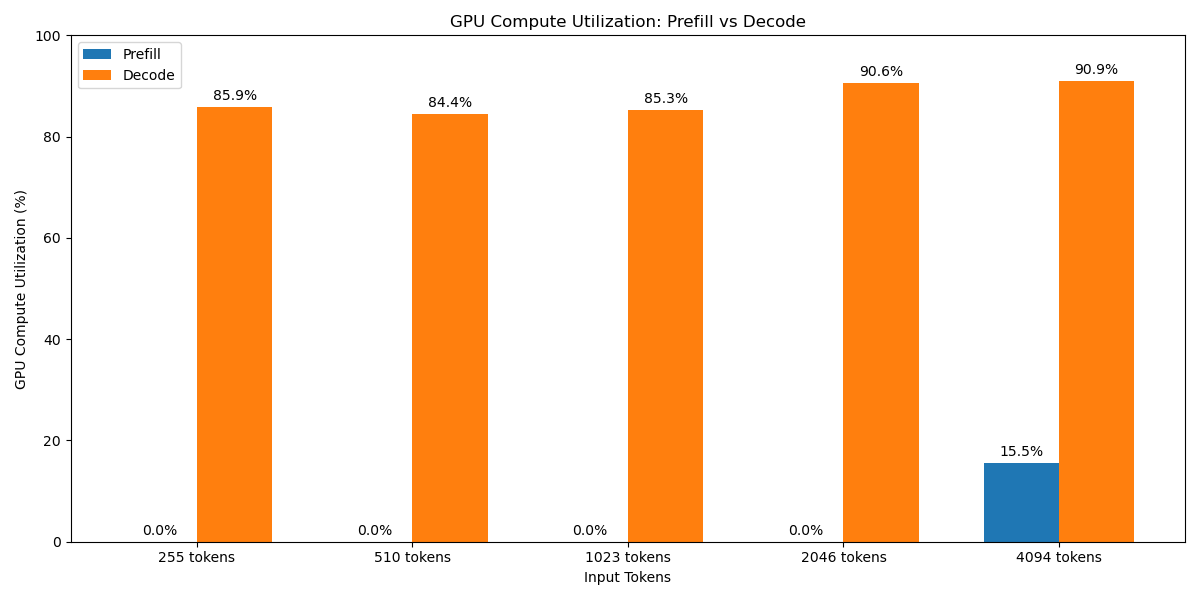 GPU Compute Utilization: Prefill vs Decode
GPU Compute Utilization (%)
100
80
60
40
20
0
Prefill
Decode
0.0%
85.9%
0.0%
84.4%
0.0%
85.3%
0.0%
90.6%
15.5%
90.9%
255 tokens
510 tokens
1023 tokens
2046 tokens
4094 tokens
Input Tokens